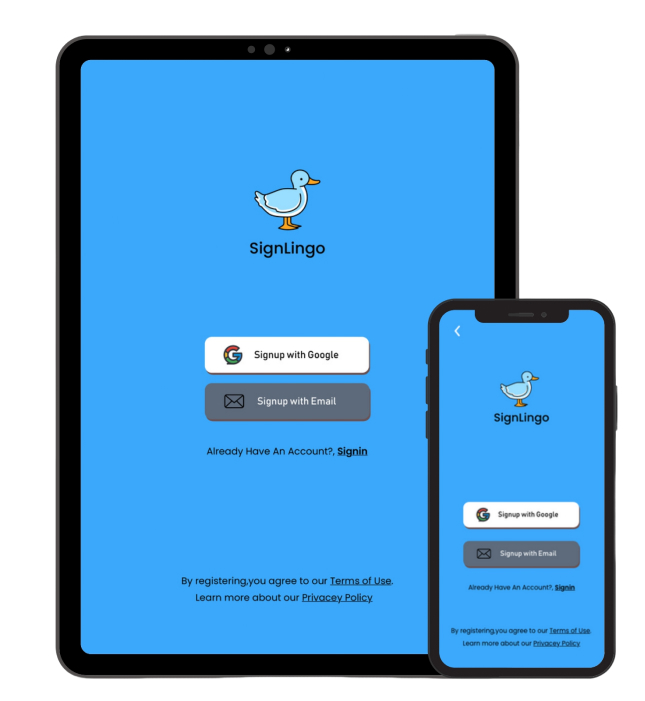 SignLingo
Signup with Google
Signup with Email
Already Have An Account?, Signin
By registering,you agree to our Terms of Use.
Learn more about our Privacey Policy
SignLingo
Signup with Google
Signup with Email
Already Have An Account?, Signin
By registering,you agree to our Terms of Use.
Learn more about our Privacey Policy